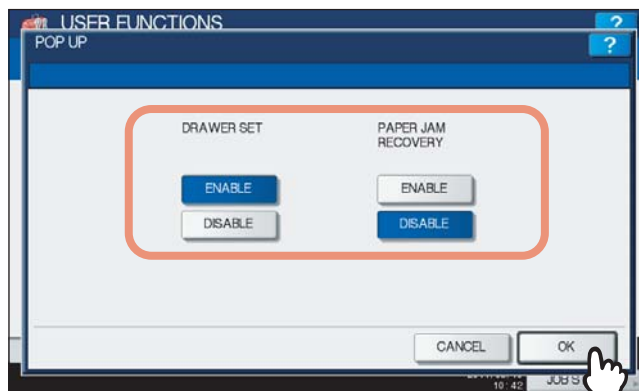 USER FUNCTIONS
?
POP UP
?
DRAWER SET
PAPER JAM
RECOVERY
ENABLE
ENABLE
DISABLE
DISABLE
CANCEL
OK
10:42
JOB S